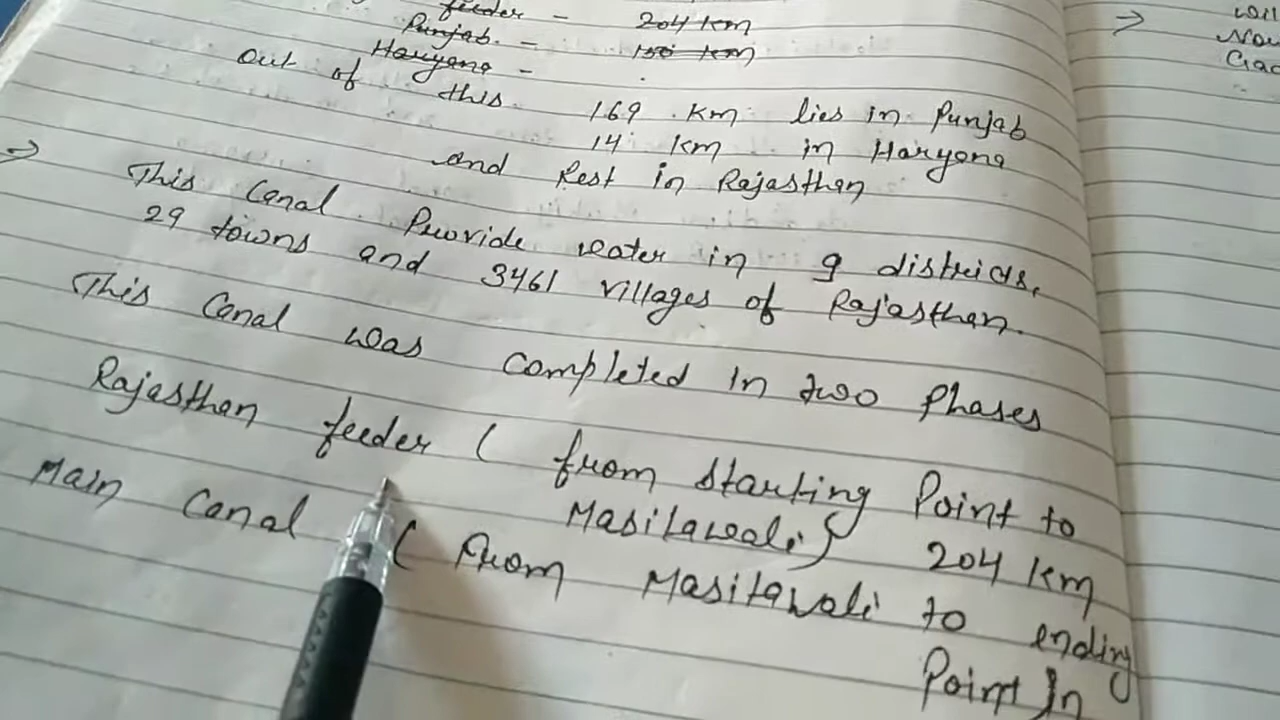 feeder - 204 km
Punjab. - 150 km
Haryana -
Out of this. 169 km lies in Punjab
14 km in Haryana
and Rest in Rajasthan
⇒ This Canal Provide water in 9 districts,
29 towns and 3461 villages of Rajasthan.
This Canal was completed in two Phases
Rajasthan feeder ( from starting Point to
Masitawali) 204 km
Main Canal ( From Masitawali to ending
Point In
⇒